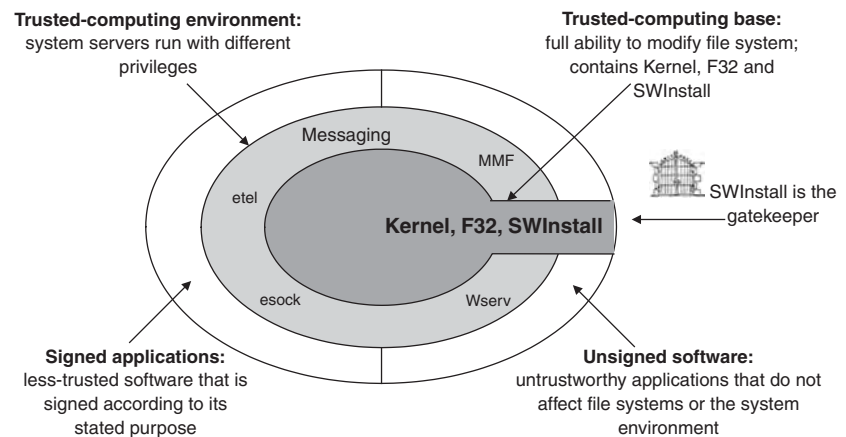 Trusted-computing environment:
system servers run with different
privileges
Trusted-computing base:
full ability to modify file system;
contains Kernel, F32 and
SWInstall
Messaging
MMF
etel
SWInstall is the
gatekeeper
Kernel, F32, SWInstall
esock
Wserv
Signed applications:
less-trusted software that is
signed according to its
stated purpose
Unsigned software:
untrustworthy applications that do not
affect file systems or the system
environment